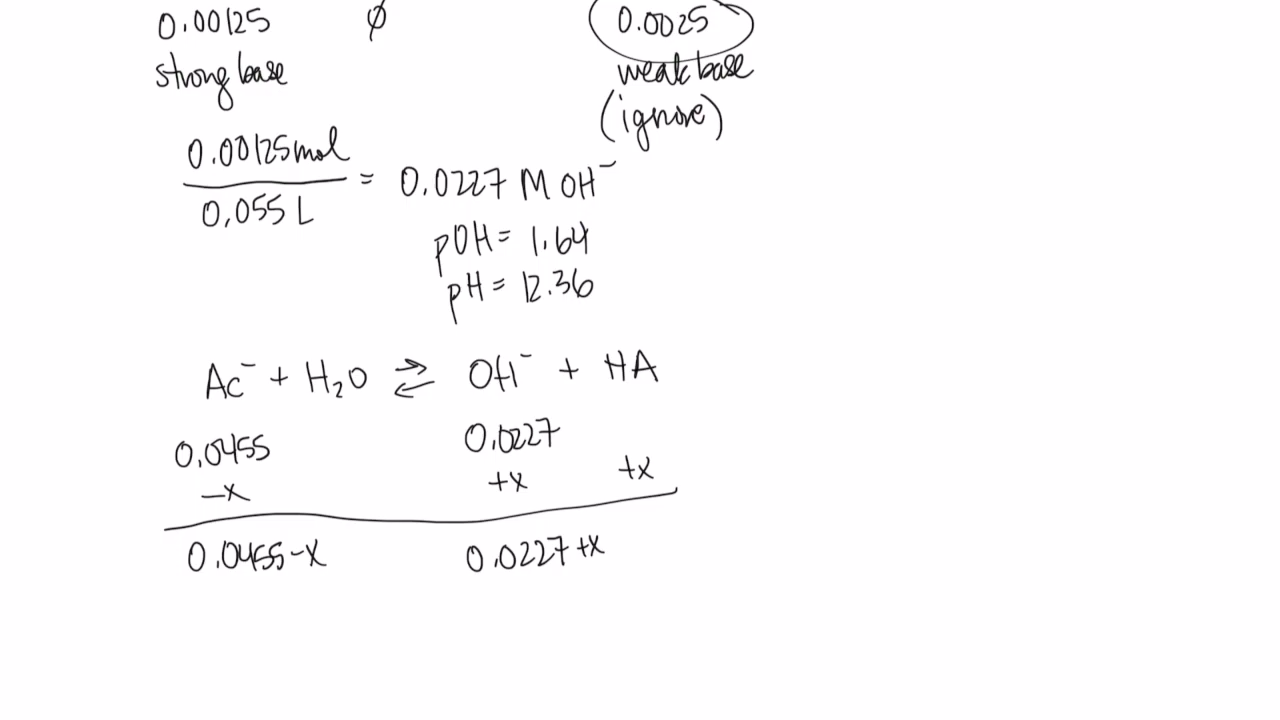 0.00125 ∅ 0.0025
strong base weak base
(ignore)
0.00125 mol
0.055 L
= 0.0227 M OH⁻
pOH = 1.64
pH = 12.36
Ac⁻ + H₂O ⇌ OH⁻ + HA
0.0455 0.0227
-x +x +x
0.0455-x 0.0227+x